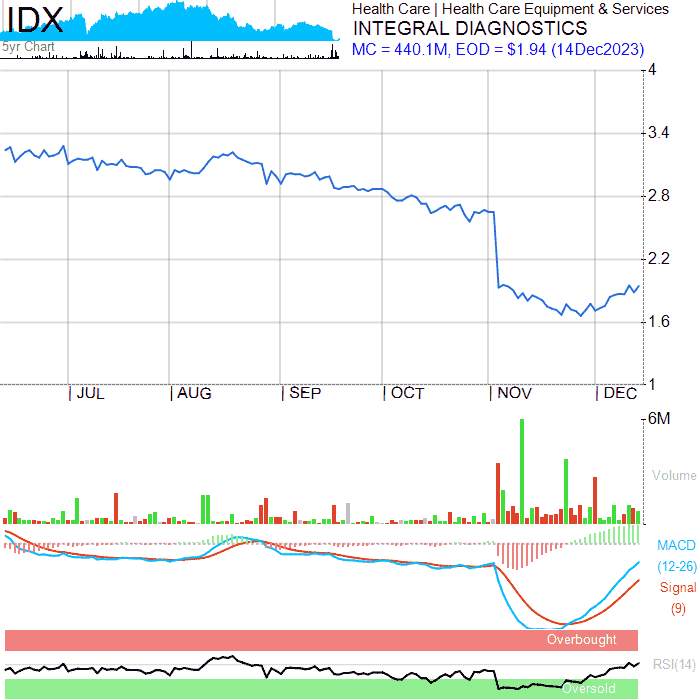 IDX
5yr Chart
Health Care | Health Care Equipment & Services
INTEGRAL DIAGNOSTICS
MC = 440.1M, EOD = $1.94 (14Dec2023)
4
3.4
2.8
2.2
1.6
1
JUL AUG SEP OCT NOV DEC
6M
Volume
MACD
(12-26)
Signal
(9)
Overbought
RSI(14)
Oversold